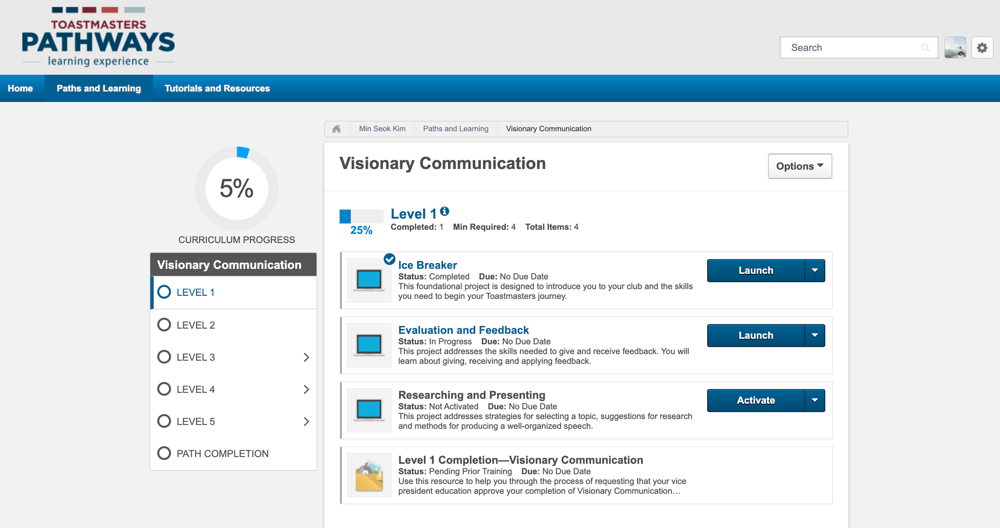 TOASTMASTERS
PATHWAYS
learning experience
Search
Home
Paths and Learning
Tutorials and Resources
Min Seok Kim
Paths and Learning
Visionary Communication
5%
CURRICULUM PROGRESS
Visionary Communication
LEVEL 1
LEVEL 2
LEVEL 3
LEVEL 4
LEVEL 5
PATH COMPLETION
Visionary Communication
Options
25%
Level 1
Completed: 1 Min Required: 4 Total Items: 4
Ice Breaker
Status: Completed Due: No Due Date
This foundational project is designed to introduce you to your club and the skills
you need to begin your Toastmasters journey.
Launch
Evaluation and Feedback
Status: In Progress Due: No Due Date
This project addresses the skills needed to give and receive feedback. You will
learn about giving, receiving and applying feedback.
Launch
Researching and Presenting
Status: Not Activated Due: No Due Date
This project addresses strategies for selecting a topic, suggestions for research
and methods for producing a well-organized speech.
Activate
Level 1 Completion—Visionary Communication
Status: Pending Prior Training Due: No Due Date
Use this resource to help you through the process of requesting that your vice
president education approve your completion of Visionary Communication…